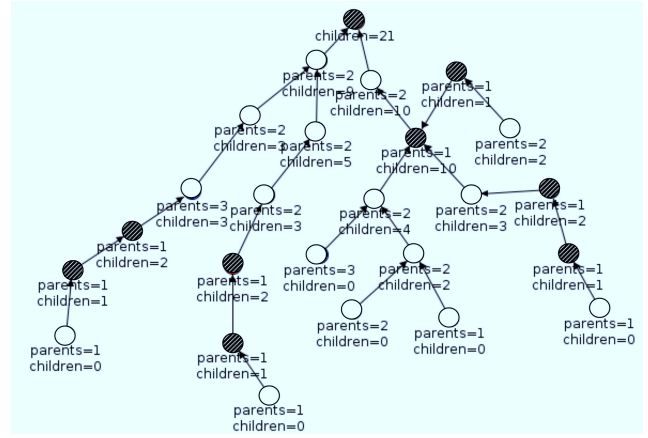 children=21
parents=2
children=9
parents=2
children=10
parents=1
children=1
parents=2
children=3
parents=2
children=5
parents=1
children=10
parents=2
children=2
parents=3
children=3
parents=2
children=3
parents=2
children=4
parents=2
children=3
parents=1
children=2
parents=1
children=2
parents=1
children=1
parents=1
children=2
parents=3
children=0
parents=2
children=2
parents=1
children=1
parents=2
children=0
parents=1
children=0
parents=1
children=0
parents=1
children=0
parents=1
children=1
parents=1
children=0